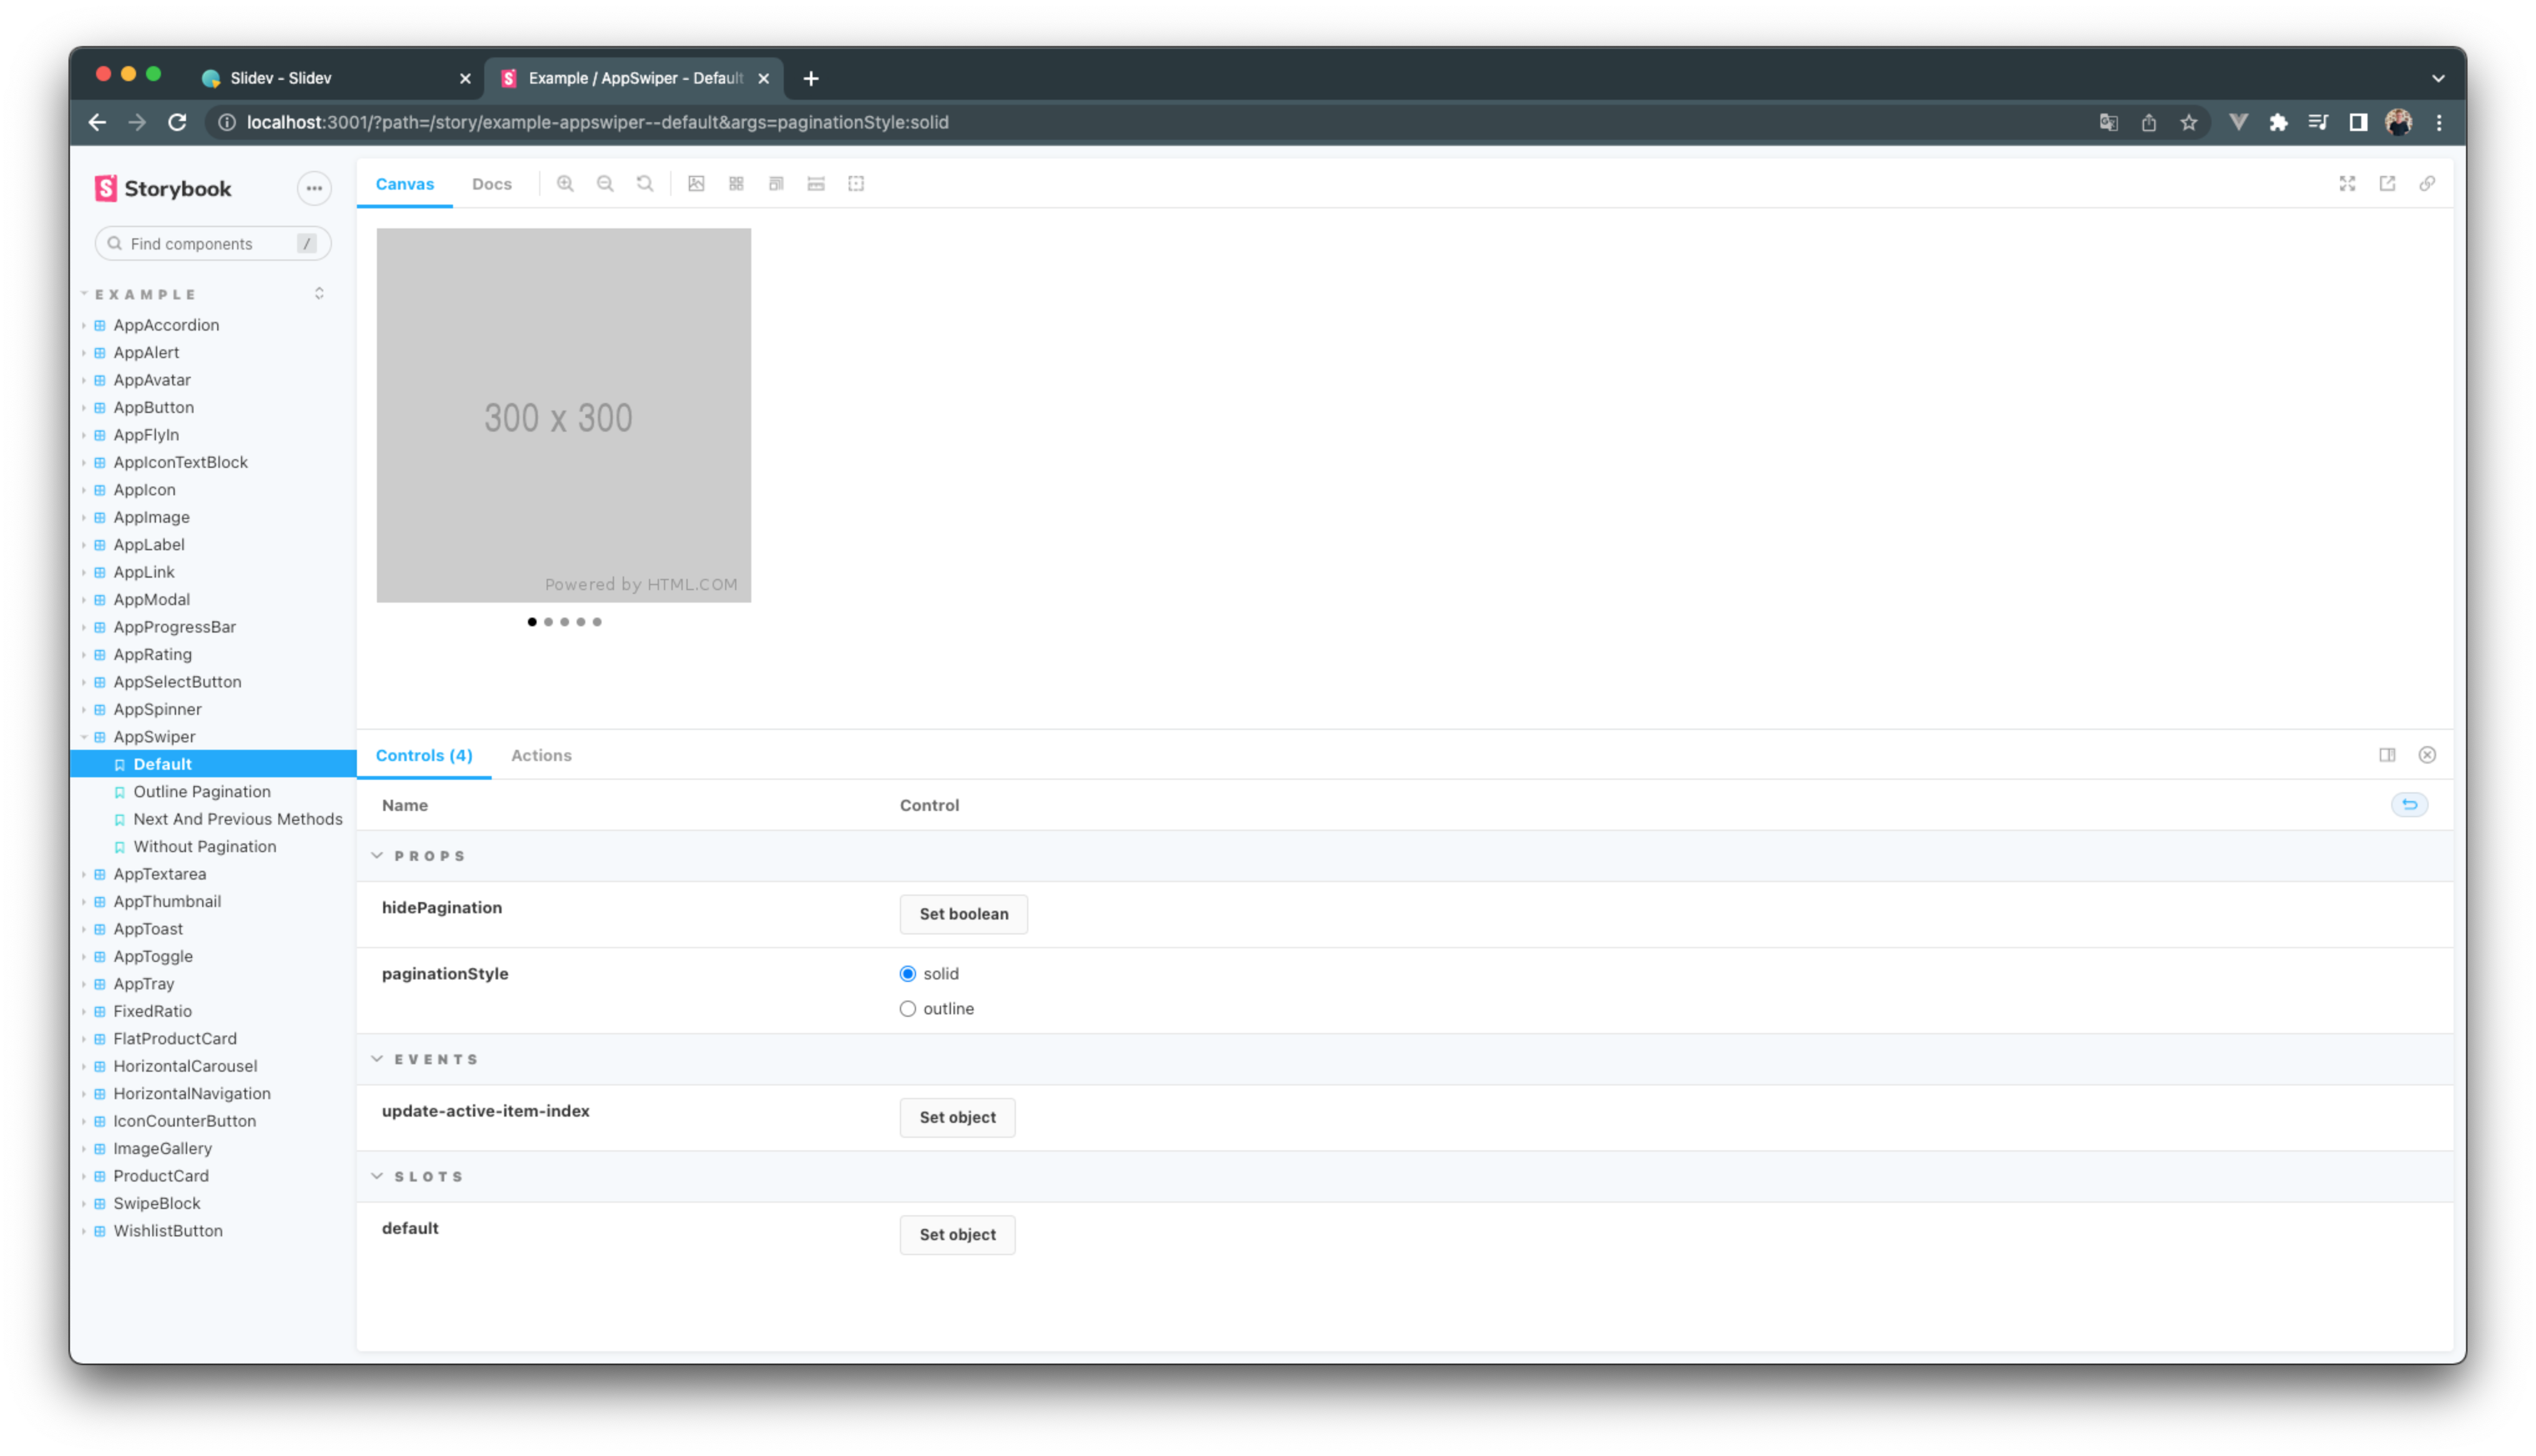 Slidev - Slidev
Example / AppSwiper - Default
localhost:3001/?path=/story/example-appswiper--default&args=paginationStyle:solid
Storybook
Find components /
EXAMPLE
AppAccordion
AppAlert
AppAvatar
AppButton
AppFlyIn
AppIconTextBlock
AppIcon
AppImage
AppLabel
AppLink
AppModal
AppProgressBar
AppRating
AppSelectButton
AppSpinner
AppSwiper
Default
Outline Pagination
Next And Previous Methods
Without Pagination
AppTextarea
AppThumbnail
AppToast
AppToggle
AppTray
FixedRatio
FlatProductCard
HorizontalCarousel
HorizontalNavigation
IconCounterButton
ImageGallery
ProductCard
SwipeBlock
WishlistButton
Canvas Docs
300 x 300
Powered by HTML.COM
Controls (4) Actions
Name Control
PROPS
hidePagination Set boolean
paginationStyle solid
outline
EVENTS
update-active-item-index Set object
SLOTS
default Set object